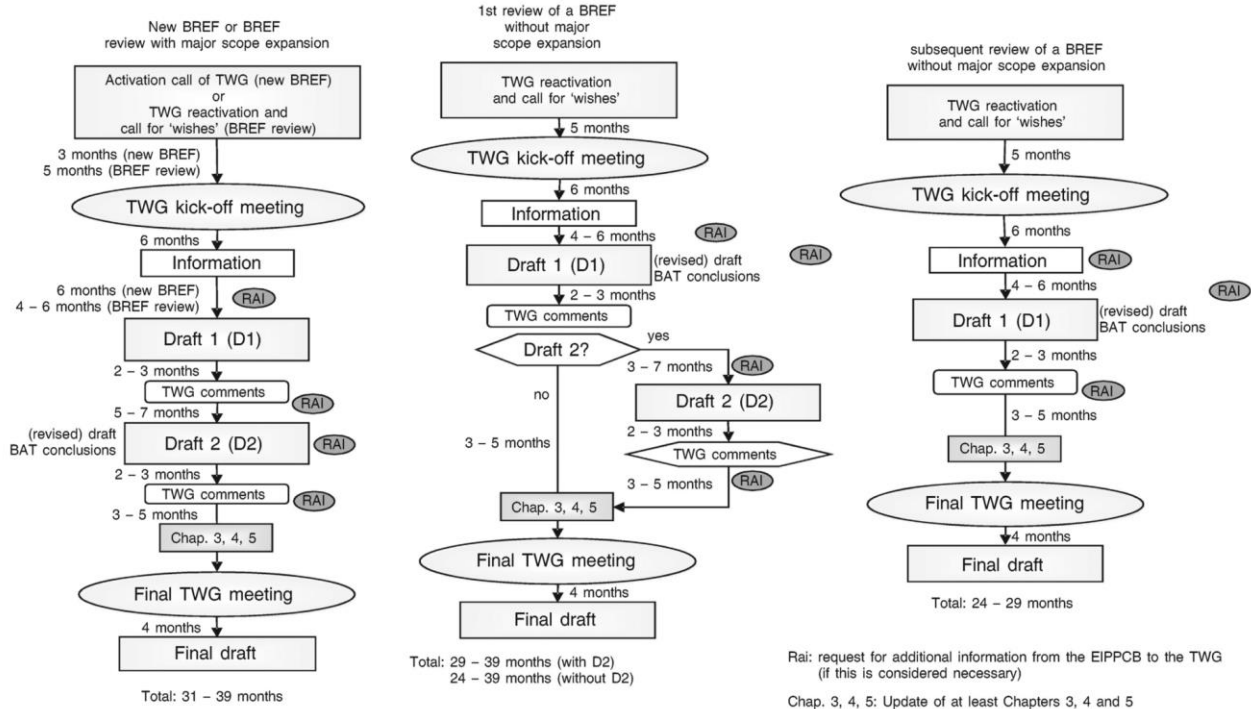 New BREF or BREF
review with major scope expansion
Activation call of TWG (new BREF)
or
TWG reactivation and
call for ‘wishes’ (BREF review)
3 months (new BREF)
5 months (BREF review)
TWG kick-off meeting
6 months
Information
6 months (new BREF)
4 – 6 months (BREF review)
RAI
Draft 1 (D1)
2 – 3 months
TWG comments
RAI
5 – 7 months
(revised) draft
BAT conclusions
Draft 2 (D2)
RAI
2 – 3 months
TWG comments
RAI
3 – 5 months
Chap. 3, 4, 5
Final TWG meeting
4 months
Final draft
Total: 31 – 39 months
1st review of a BREF
without major
scope expansion
TWG reactivation
and call for ‘wishes’
5 months
TWG kick-off meeting
6 months
Information
4 – 6 months
RAI
RAI
Draft 1 (D1)
(revised) draft
BAT conclusions
2 – 3 months
TWG comments
Draft 2?
yes
3 – 7 months
RAI
no
Draft 2 (D2)
2 – 3 months
3 – 5 months
TWG comments
3 – 5 months
RAI
Chap. 3, 4, 5
Final TWG meeting
4 months
Final draft
Total: 29 – 39 months (with D2)
24 – 39 months (without D2)
subsequent review of a BREF
without major scope expansion
TWG reactivation
and call for ‘wishes’
5 months
TWG kick-off meeting
6 months
Information
RAI
4 – 6 months
RAI
Draft 1 (D1)
(revised) draft
BAT conclusions
2 – 3 months
TWG comments
RAI
3 – 5 months
Chap. 3, 4, 5
Final TWG meeting
4 months
Final draft
Total: 24 – 29 months
Rai: request for additional information from the EIPPCB to the TWG
(if this is considered necessary)
Chap. 3, 4, 5: Update of at least Chapters 3, 4 and 5